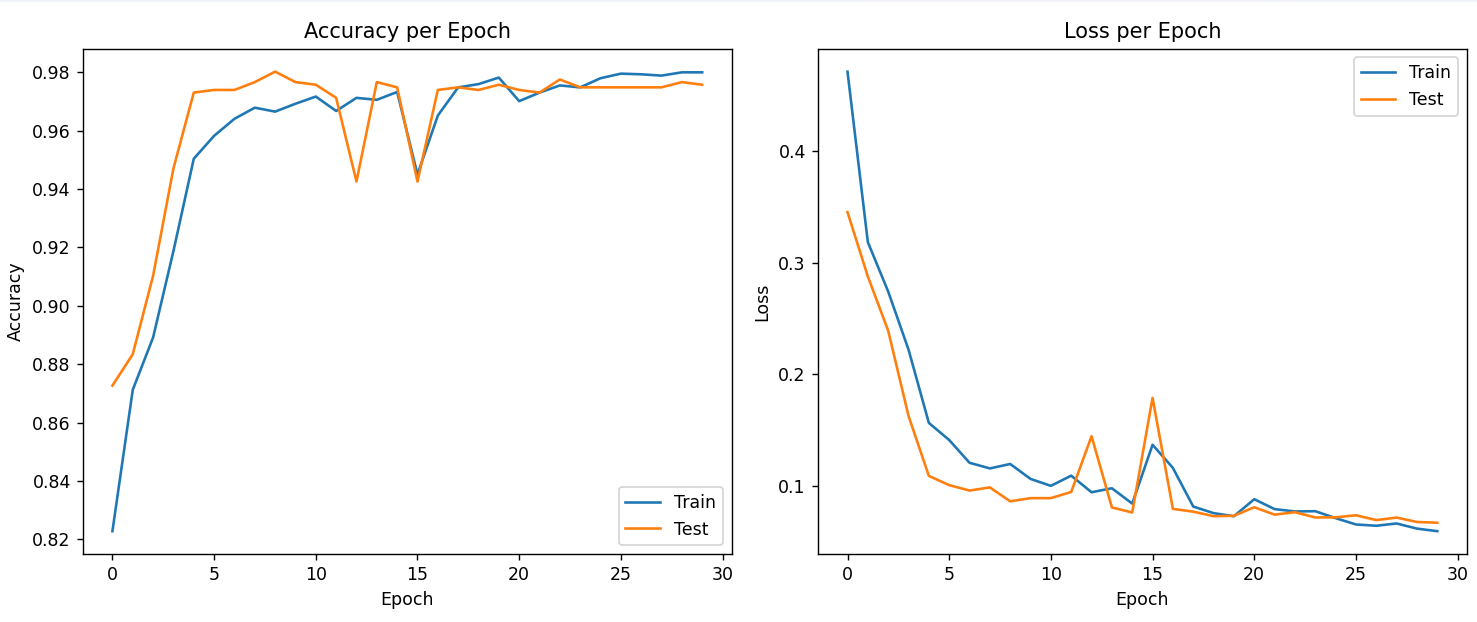 Accuracy per Epoch
Accuracy
0.98
0.96
0.94
0.92
0.90
0.88
0.86
0.84
0.82
Train
Test
0 5 10 15 20 25 30
Epoch
Loss per Epoch
Loss
0.4
0.3
0.2
0.1
Train
Test
0 5 10 15 20 25 30
Epoch